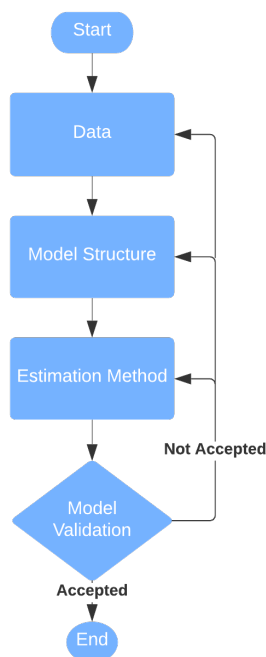 Start
Data
Model Structure
Estimation Method
Not Accepted
Model
Validation
Accepted
End